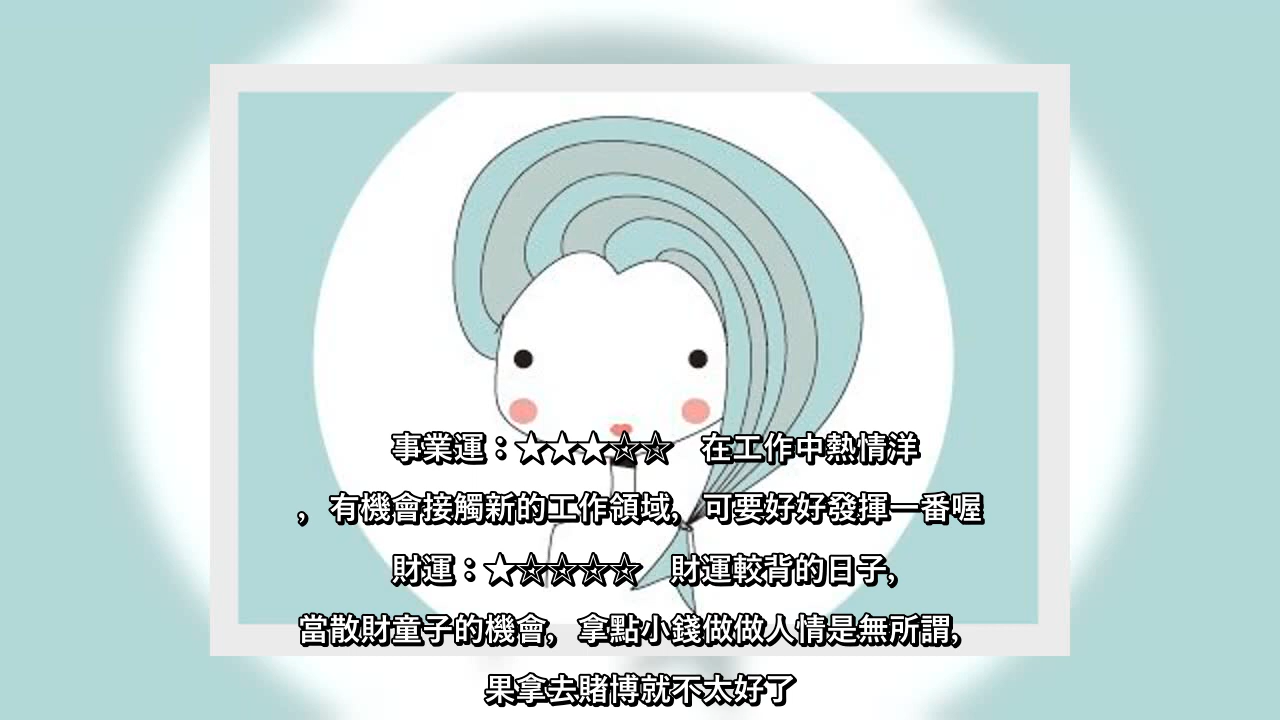 事業運：★★★☆☆　在工作中熱情洋
，有機會接觸新的工作領域，可要好好發揮一番喔
財運：★☆☆☆☆　財運較背的日子，
當散財童子的機會，拿點小錢做做人情是無所謂，
果拿去賭博就不太好了